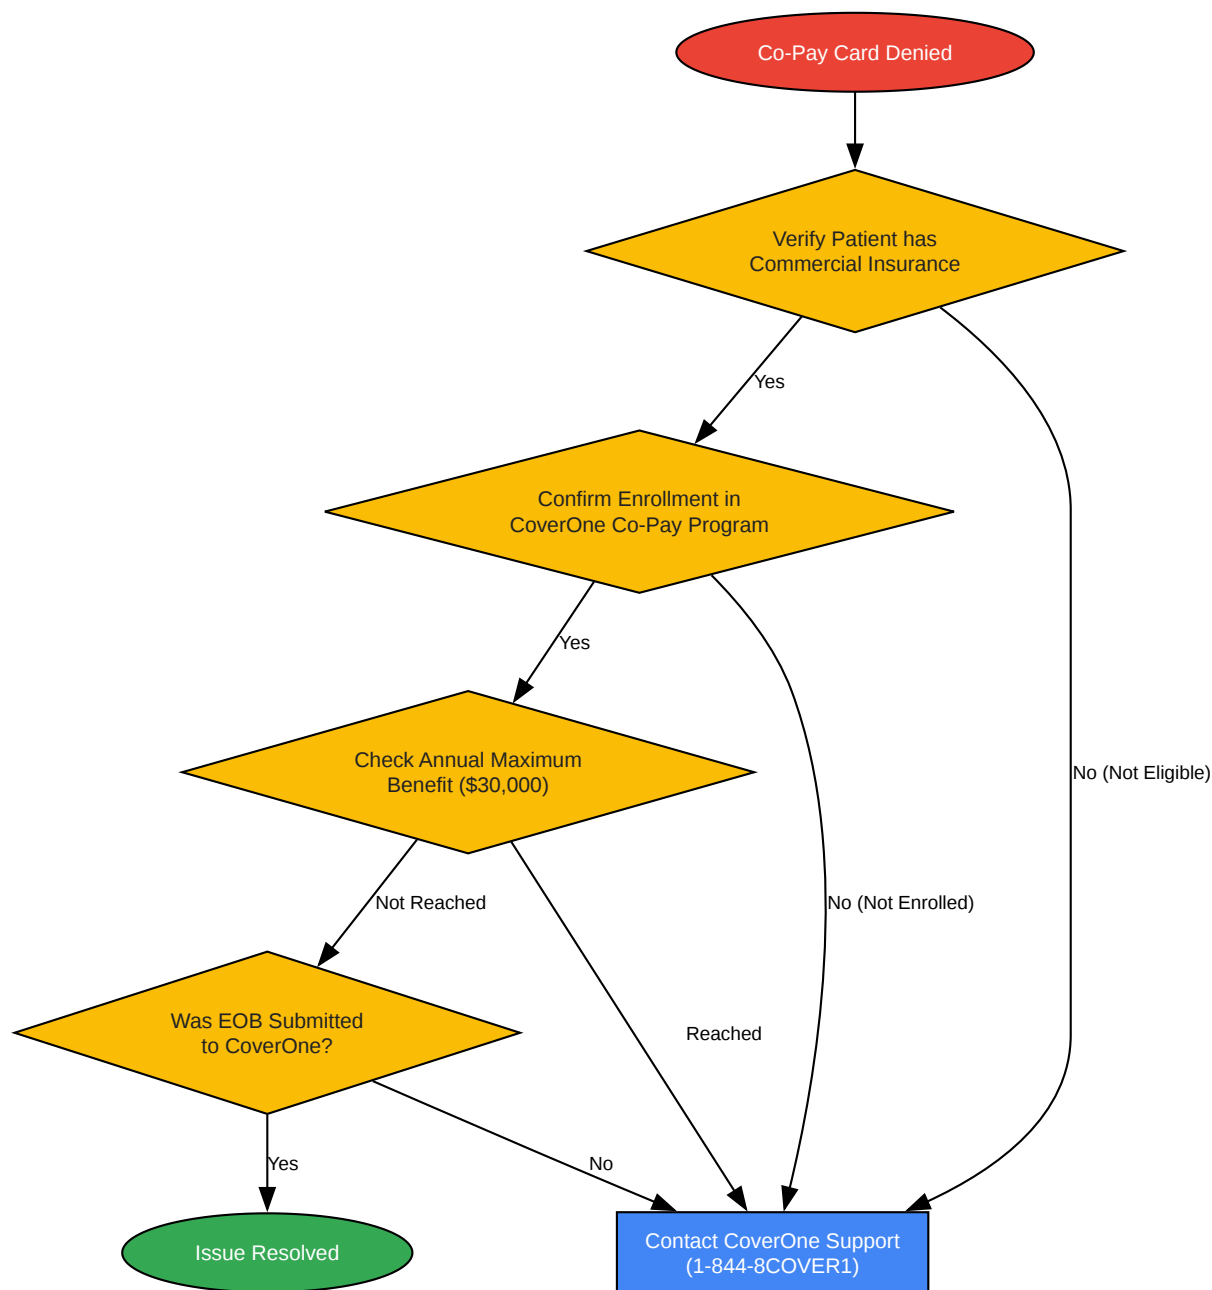 Co-Pay Card Denied
Verify Patient has
Commercial Insurance
Yes
Confirm Enrollment in
CoverOne Co-Pay Program
Yes
Check Annual Maximum
Benefit ($30,000)
No (Not Eligible)
Not Reached
No (Not Enrolled)
Was EOB Submitted
to CoverOne?
Reached
Yes
No
Issue Resolved
Contact CoverOne Support
(1-844-8COVER1)